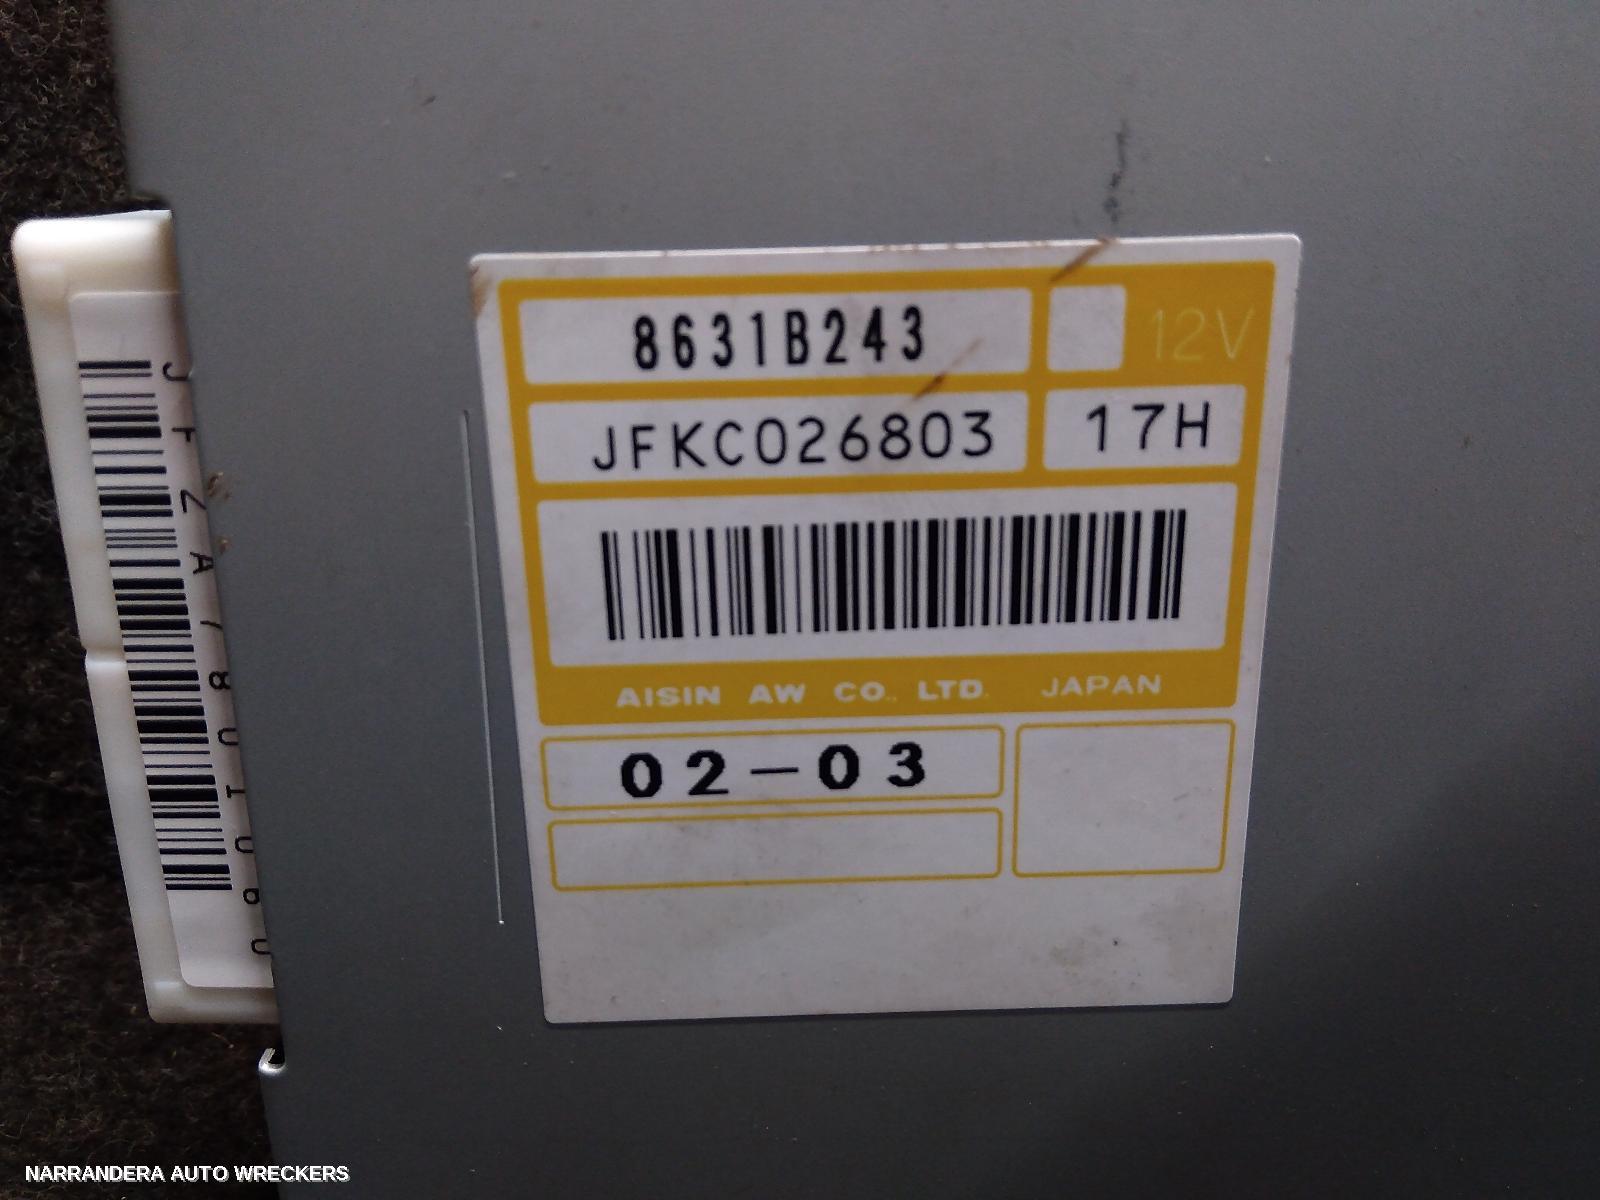 8631B243
12V
JFKC026803
17H
AISIN AW CO., LTD. JAPAN
02-03
NARRANDERA AUTO WRECKERS